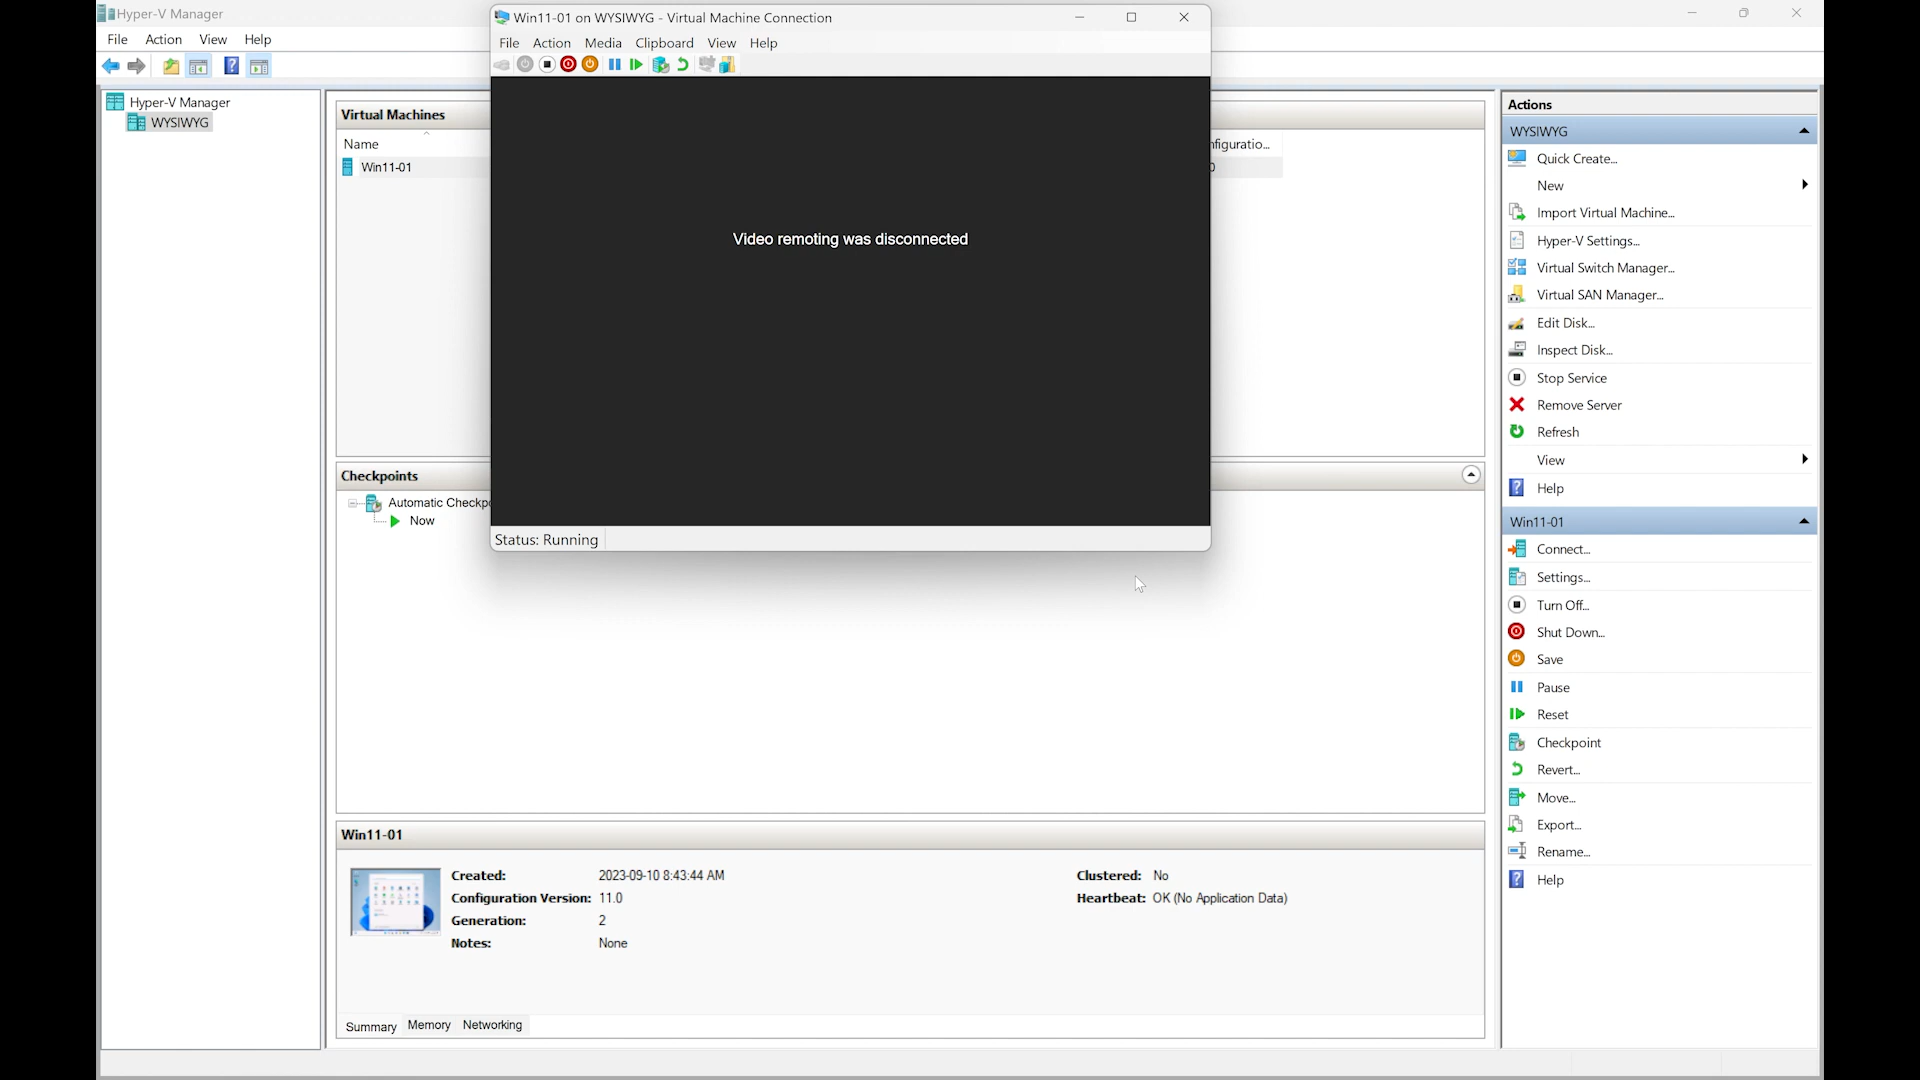 Hyper-V Manager
File Action View Help
Hyper-V Manager
WYSIWYG
Virtual Machines
Name
Win11-01
Win11-01 on WYSIWYG - Virtual Machine Connection
File Action Media Clipboard View Help
Video remoting was disconnected
Status: Running
Checkpoints
Automatic
Now
Win11-01
Created: 2023-09-10 8:43:44 AM
Configuration Version: 11.0
Generation: 2
Notes: None
Clustered: No
Heartbeat: OK (No Application Data)
Summary Memory Networking
Actions
WYSIWYG
Quick Create...
New
Import Virtual Machine...
Hyper-V Settings...
Virtual Switch Manager...
Virtual SAN Manager...
Edit Disk...
Inspect Disk...
Stop Service
Remove Server
Refresh
View
Help
Win11-01
Connect...
Settings...
Turn Off...
Shut Down...
Save
Pause
Reset
Checkpoint
Revert...
Move...
Export...
Rename...
Help